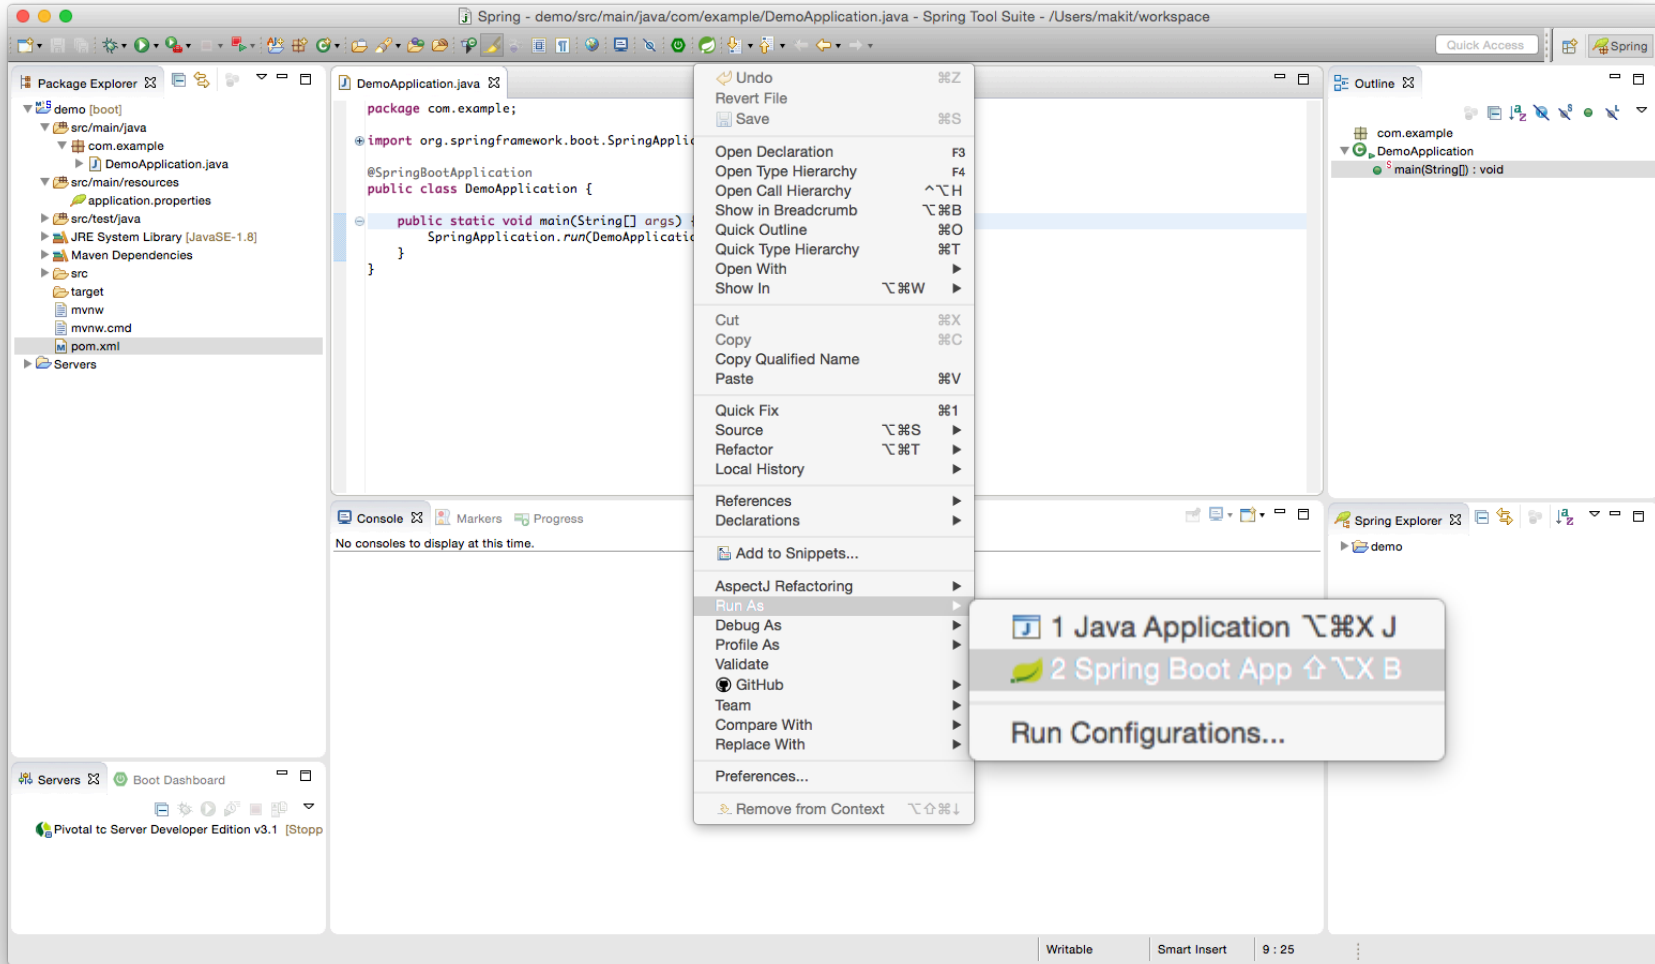 Spring - demo/src/main/java/com/example/DemoApplication.java - Spring Tool Suite - /Users/makit/workspace
Quick Access
Spring
Package Explorer
demo [boot]
src/main/java
com.example
DemoApplication.java
src/main/resources
application.properties
src/test/java
JRE System Library [JavaSE-1.8]
Maven Dependencies
src
target
mvnw
mvnw.cmd
pom.xml
Servers
DemoApplication.java
package com.example;
import org.springframework.boot.SpringApplic
@SpringBootApplication
public class DemoApplication {
public static void main(String[] args) {
SpringApplication.run(DemoApplicatio
}
}
Undo ⌘Z
Revert File
Save ⌘S
Open Declaration F3
Open Type Hierarchy F4
Open Call Hierarchy ^⌥H
Show in Breadcrumb ⌥⌘B
Quick Outline ⌘O
Quick Type Hierarchy ⌘T
Open With
Show In ⌥⌘W
Cut ⌘X
Copy ⌘C
Copy Qualified Name
Paste ⌘V
Quick Fix ⌘1
Source ⌥⌘S
Refactor ⌥⌘T
Local History
References
Declarations
Add to Snippets...
AspectJ Refactoring
Run As
Debug As
Profile As
Validate
GitHub
Team
Compare With
Replace With
Preferences...
Remove from Context ⌥⇧⌘↓
1 Java Application ⌥⌘X J
2 Spring Boot App ⇧⌥X B
Run Configurations...
Outline
com.example
DemoApplication
main(String[]) : void
Console
Markers
Progress
No consoles to display at this time.
Spring Explorer
demo
Servers
Boot Dashboard
Pivotal tc Server Developer Edition v3.1 [Stopp
Writable
Smart Insert
9 : 25